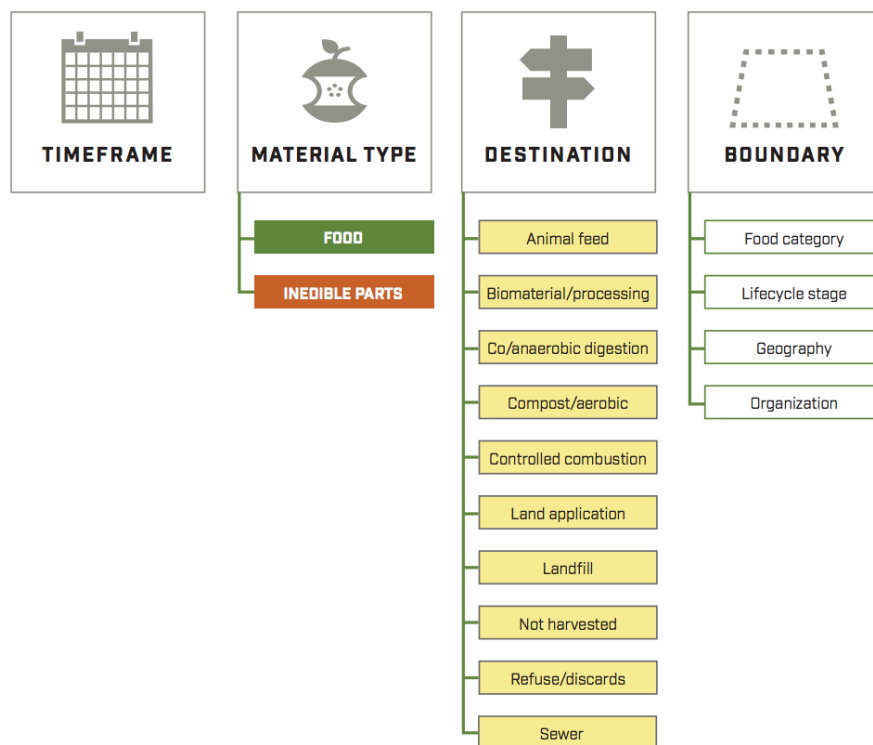 TIMEFRAME
MATERIAL TYPE
FOOD
INEDIBLE PARTS
DESTINATION
Animal feed
Biomaterial/processing
Co/anaerobic digestion
Compost/aerobic
Controlled combustion
Land application
Landfill
Not harvested
Refuse/discards
Sewer
BOUNDARY
Food category
Lifecycle stage
Geography
Organization